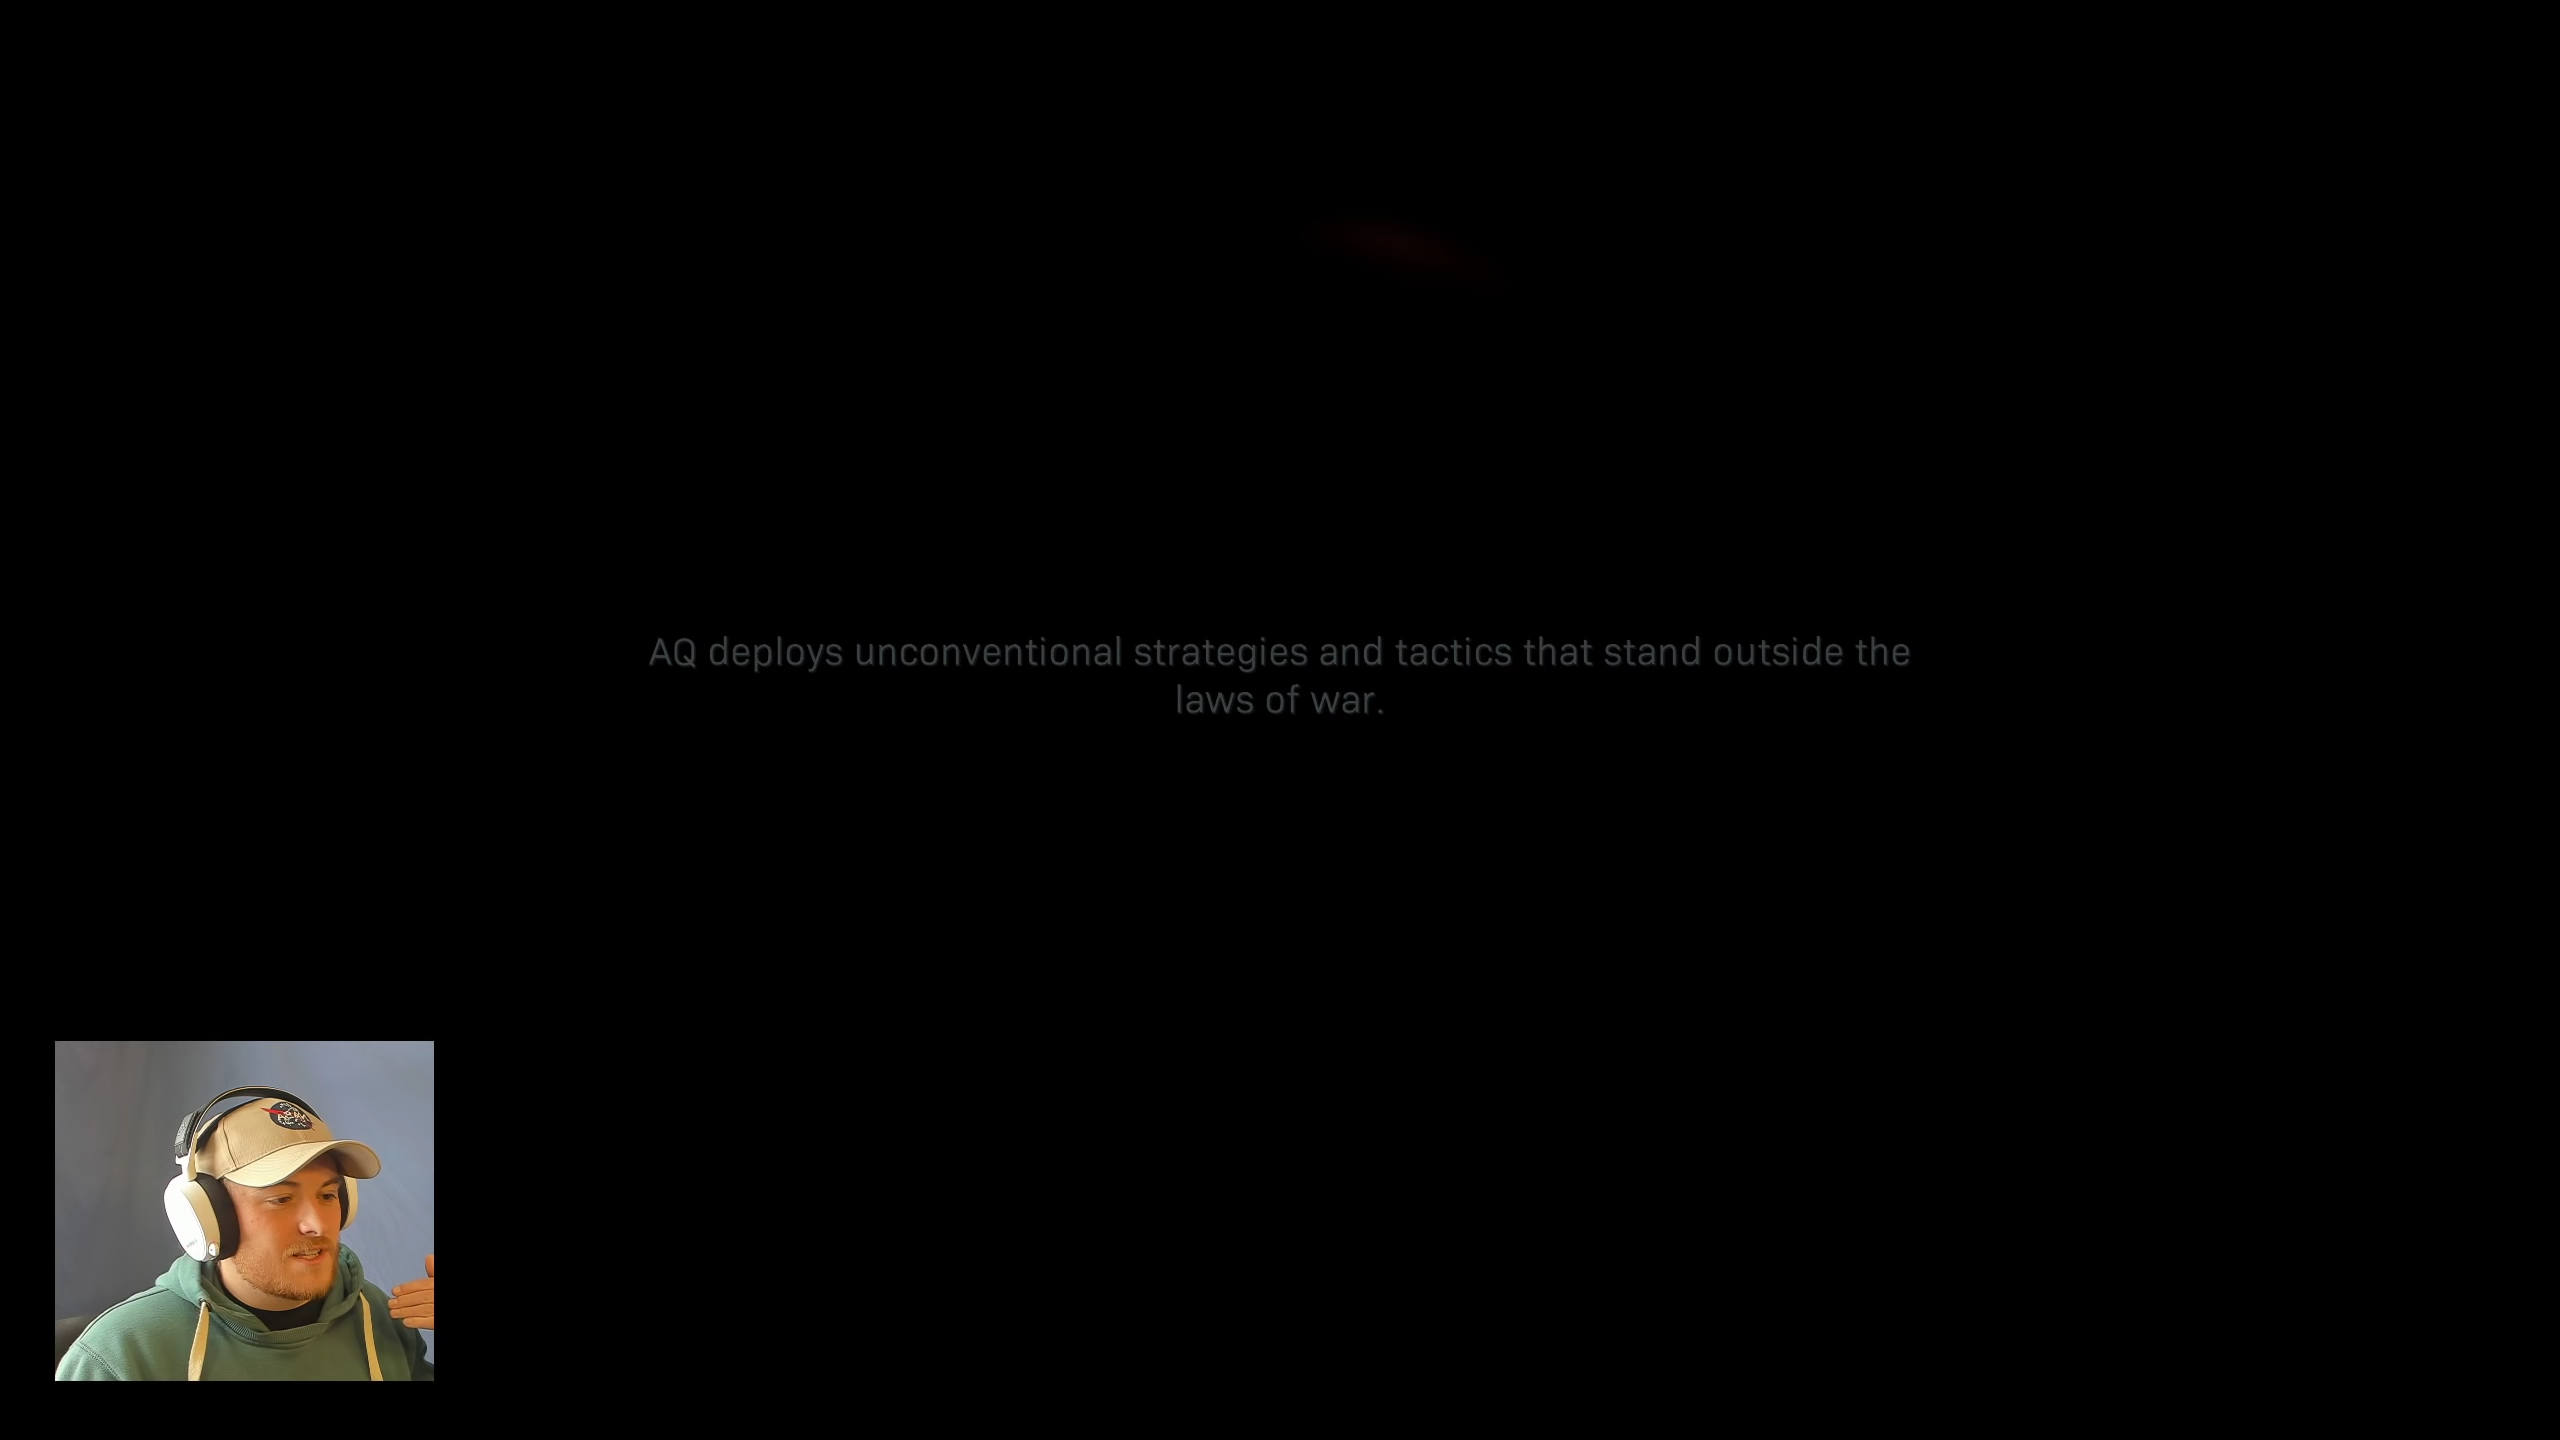 AQ deploys unconventional strategies and tactics that stand outside the
laws of war.